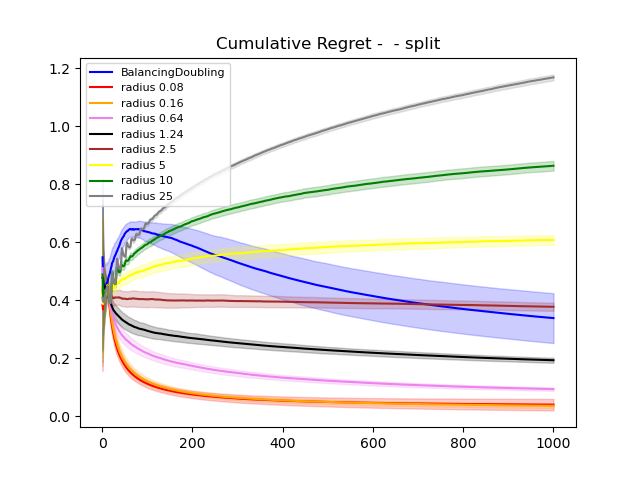 Cumulative Regret -  - split
1.2
1.0
0.8
0.6
0.4
0.2
0.0
BalancingDoubling
radius 0.08
radius 0.16
radius 0.64
radius 1.24
radius 2.5
radius 5
radius 10
radius 25
0 200 400 600 800 1000